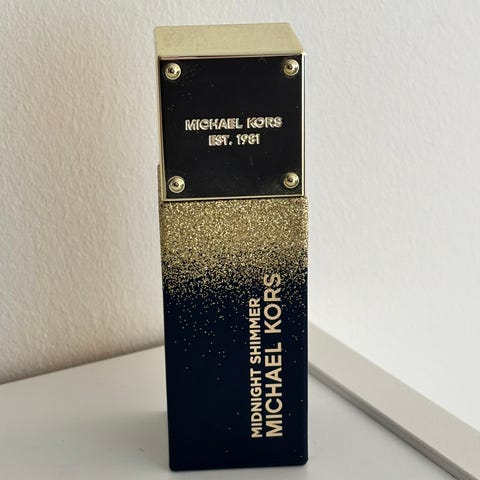 MICHAEL KORS
EST. 1981
MIDNIGHT SHIMMER
MICHAEL KORS